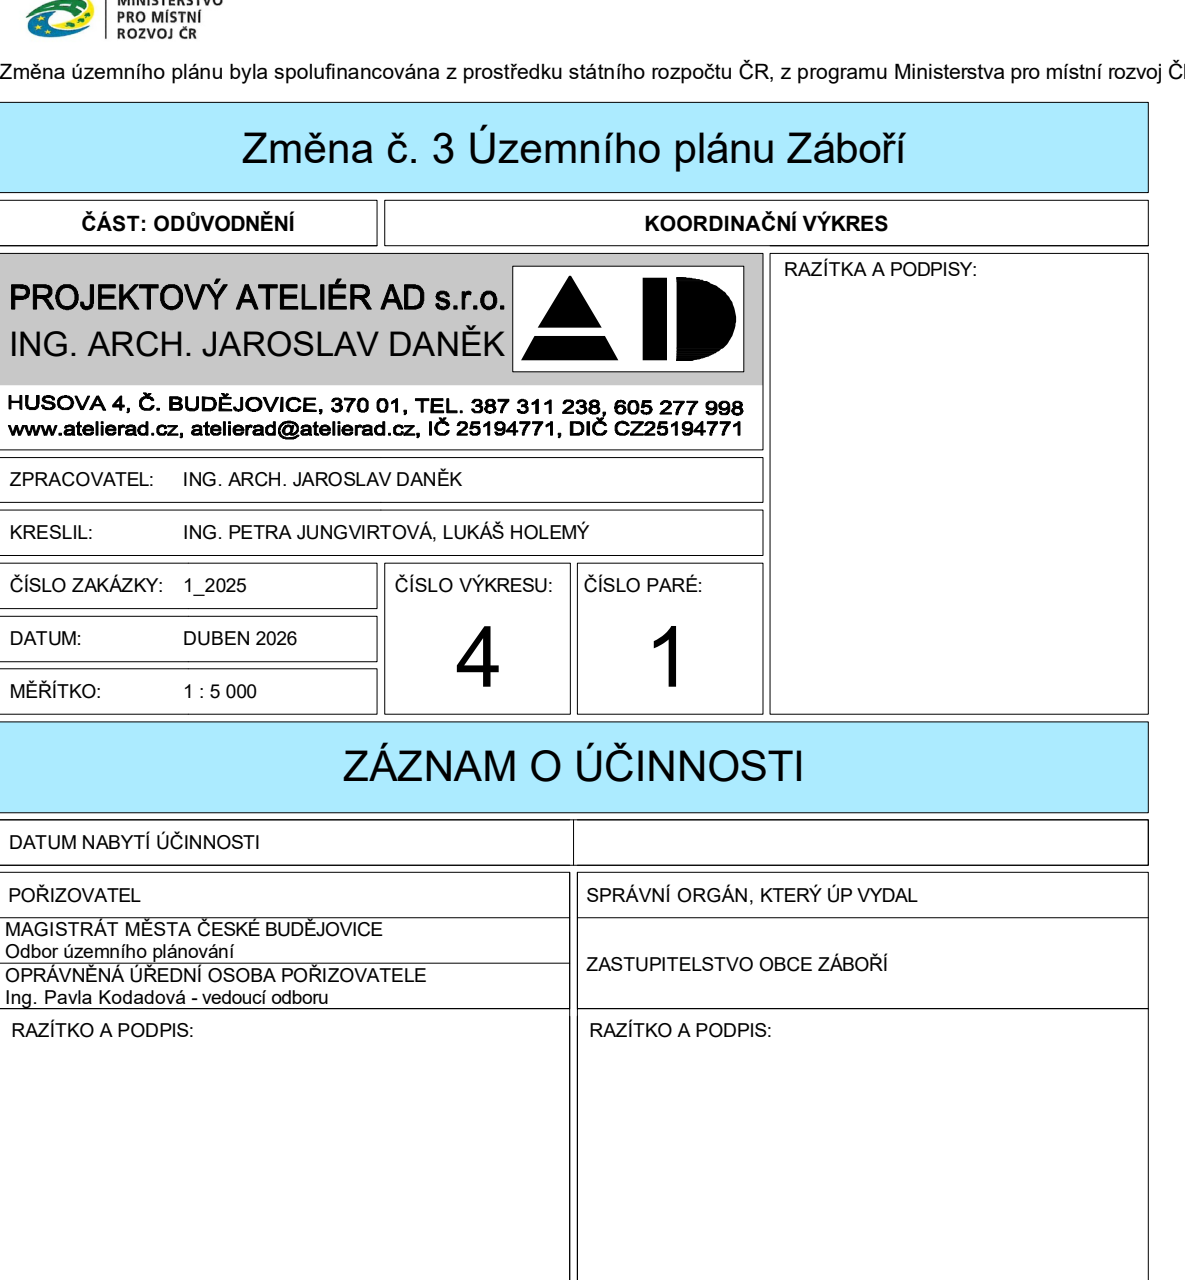 MINISTERSTVO
PRO MÍSTNÍ
ROZVOJ ČR
Změna územního plánu byla spolufinancována z prostředku státního rozpočtu ČR, z programu Ministerstva pro místní rozvoj
Změna č. 3 Územního plánu Záboří
ČÁST: ODŮVODNĚNÍ
KOORDINAČNÍ VÝKRES
PROJEKTOVÝ ATELIÉR AD s.r.o.
ING. ARCH. JAROSLAV DANĚK
HUSOVA 4, Č. BUDĚJOVICE, 370 01, TEL. 387 311 238, 605 277 998
www.atelierad.cz, atelierad@atelierad.cz, IČ 25194771, DIČ CZ25194771
RAZÍTKA A PODPISY:
ZPRACOVATEL: ING. ARCH. JAROSLAV DANĚK
KRESLIL: ING. PETRA JUNGVIRTOVÁ, LUKÁŠ HOLEMÝ
ČÍSLO ZAKÁZKY: 1_2025
DATUM: DUBEN 2026
MĚŘÍTKO: 1 : 5 000
ČÍSLO VÝKRESU:
4
ČÍSLO PARÉ:
1
ZÁZNAM O ÚČINNOSTI
DATUM NABYTÍ ÚČINNOSTI
POŘIZOVATEL
MAGISTRÁT MĚSTA ČESKÉ BUDĚJOVICE
Odbor územního plánování
OPRÁVNĚNÁ ÚŘEDNÍ OSOBA POŘIZOVATELE
Ing. Pavla Kodadová - vedoucí odboru
RAZÍTKO A PODPIS:
SPRÁVNÍ ORGÁN, KTERÝ ÚP VYDAL
ZASTUPITELSTVO OBCE ZÁBOŘÍ
RAZÍTKO A PODPIS: